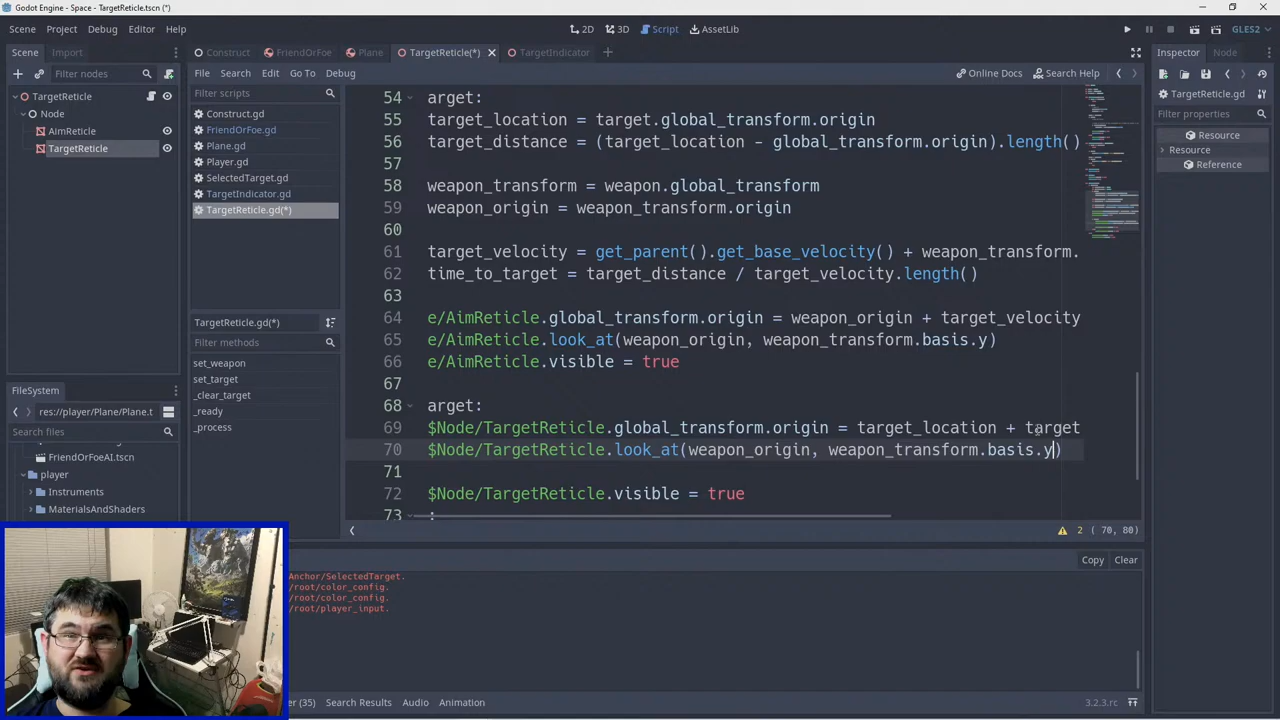 Godot Engine - Space - TargetReticle.tscn (*)
Scene Project Debug Editor Help
2D 3D Script AssetLib
GLES2
Scene Import
Filter nodes
TargetReticle
Node
AimReticle
TargetReticle
FileSystem
res://player/Plane/Plane.t
Search files
FriendOrFoeAI.tscn
player
Instruments
MaterialsAndShaders
Construct FriendOrFoe Plane TargetReticle(*) TargetIndicator
File Search Edit Go To Debug
Online Docs Search Help
Filter scripts
Construct.gd
FriendOrFoe.gd
Plane.gd
Player.gd
SelectedTarget.gd
TargetIndicator.gd
TargetReticle.gd(*)
TargetReticle.gd(*)
Filter methods
set_weapon
set_target
_clear_target
_ready
_process
54 arget:
55 target_location = target.global_transform.origin
56 target_distance = (target_location - global_transform.origin).length()
57
58 weapon_transform = weapon.global_transform
59 weapon_origin = weapon_transform.origin
60
61 target_velocity = get_parent().get_base_velocity() + weapon_transform.
62 time_to_target = target_distance / target_velocity.length()
63
64 e/AimReticle.global_transform.origin = weapon_origin + target_velocity
65 e/AimReticle.look_at(weapon_origin, weapon_transform.basis.y)
66 e/AimReticle.visible = true
67
68 arget:
69 $Node/TargetReticle.global_transform.origin = target_location + target
70 $Node/TargetReticle.look_at(weapon_origin, weapon_transform.basis.y)
71
72 $Node/TargetReticle.visible = true
73 :
2 ( 70, 80)
Copy Clear
Anchor/SelectedTarget.
/root/color_config.
/root/color_config.
/root/player_input.
er (35) Search Results Audio Animation
3.2.3.rc
Inspector Node
TargetReticle.gd
Filter properties
Resource
Resource
Reference